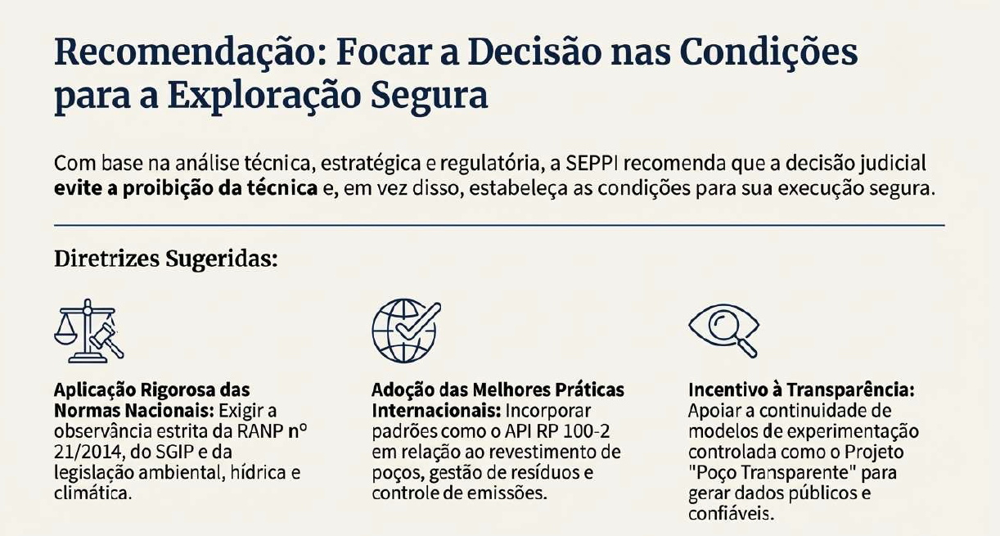 Recomendação: Focar a Decisão nas Condições
para a Exploração Segura
Com base na análise técnica, estratégica e regulatória, a SEPPI recomenda que a decisão judicial
evite a proibição da técnica e, em vez disso, estabeleça as condições para sua execução segura.
Diretrizes Sugeridas:
Aplicação Rigorosa das
Normas Nacionais: Exigir a
observância estrita da RANP nº
21/2014, do SGIP e da
legislação ambiental, hídrica e
climática.
Adoção das Melhores Práticas
Internacionais: Incorporar
padrões como o API RP 100-2
em relação ao revestimento de
poços, gestão de resíduos e
controle de emissões.
Incentivo à Transparência:
Apoiar a continuidade de
modelos de experimentação
controlada como o Projeto
"Poço Transparente" para
gerar dados públicos e
confiáveis.